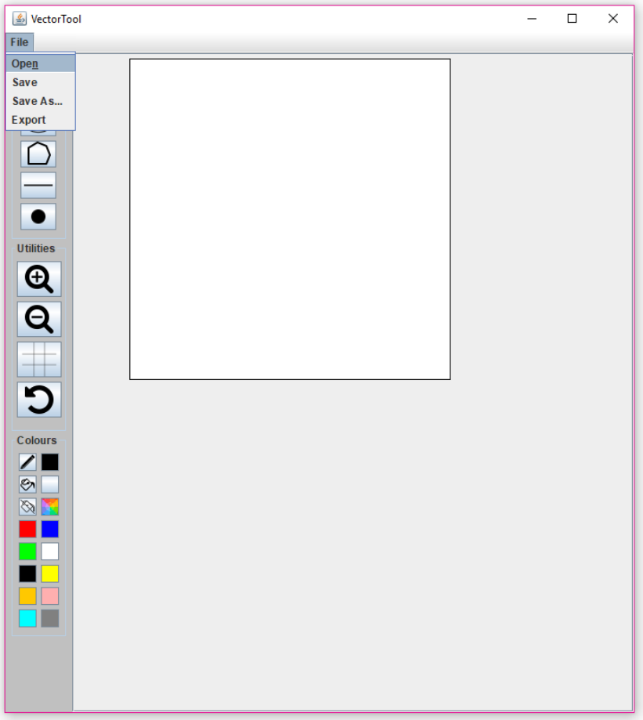 VectorTool
File
Open
Save
Save As...
Export
Utilities
Colours